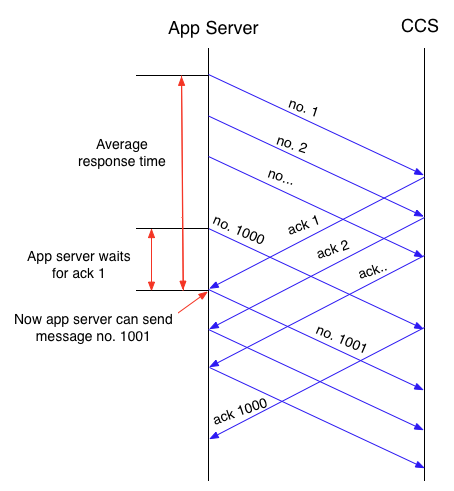 App Server
CCS
no. 1
no. 2
no...
Average
response time
no. 1000
ack 1
ack 2
ack..
App server waits
for ack 1
Now app server can send
message no. 1001
no. 1001
ack 1000